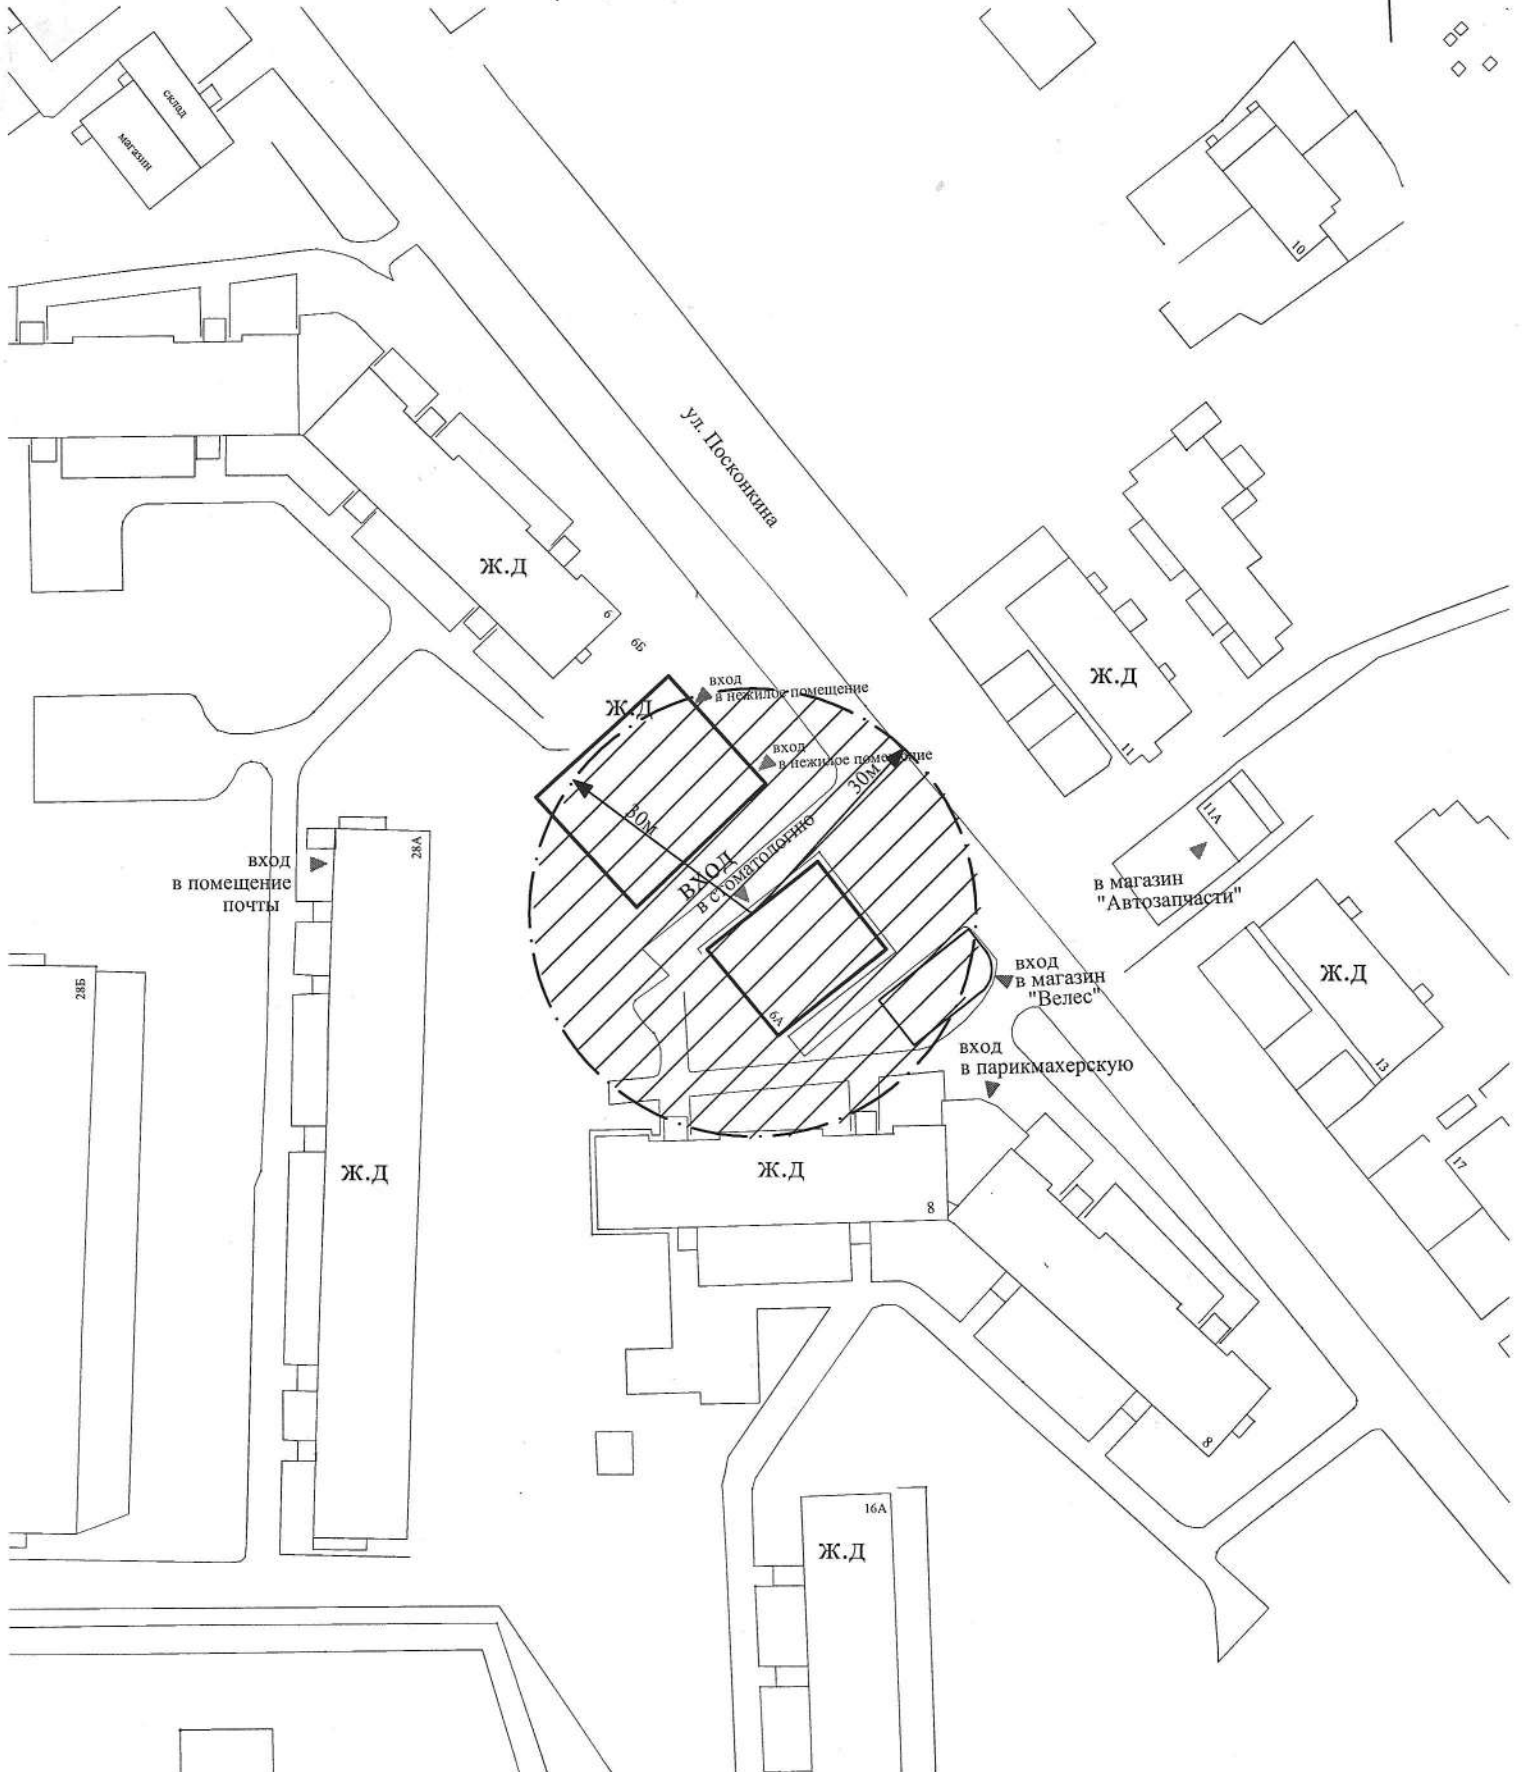 склад
магазин
10
ул. Посконкина
ж.д
6
6Б
ж.д
11
вход
в нежилое помещение
ж.д
вход
в нежилое помещение
30м
30м
11А
в магазин
"Автозапчасти"
28А
вход
в помещение
почты
вход
в стоматологию
28Б
6А
вход
в магазин
"Велес"
ж.д
13
вход
в парикмахерскую
17
ж.д
ж.д
8
8
16А
ж.д